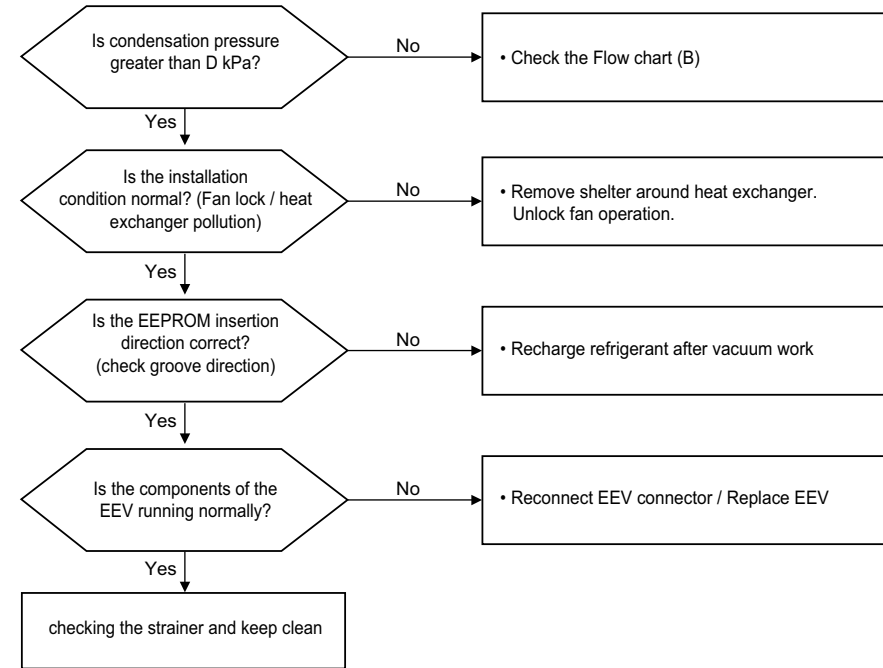 Is condensation pressure
greater than D kPa?
No
• Check the Flow chart (B)
Yes
Is the installation
condition normal? (Fan lock / heat
exchanger pollution)
No
• Remove shelter around heat exchanger.
Unlock fan operation.
Yes
Is the EEPROM insertion
direction correct?
(check groove direction)
No
• Recharge refrigerant after vacuum work
Yes
Is the components of the
EEV running normally?
No
• Reconnect EEV connector / Replace EEV
Yes
checking the strainer and keep clean